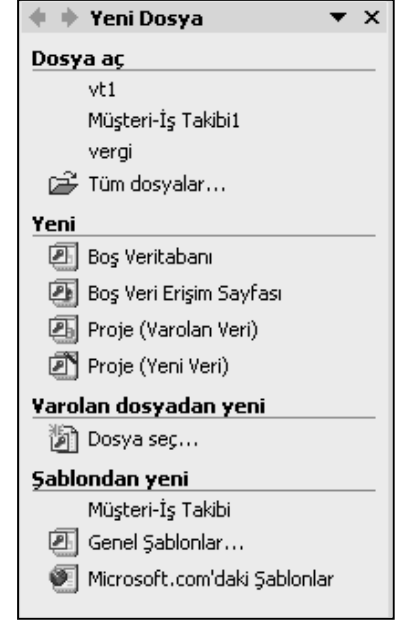 Yeni Dosya
Dosya aç
vt1
Müşteri-İş Takibi1
vergi
Tüm dosyalar...
Yeni
Boş Veritabanı
Boş Veri Erişim Sayfası
Proje (Varolan Veri)
Proje (Yeni Veri)
Varolan dosyadan yeni
Dosya seç...
Şablondan yeni
Müşteri-İş Takibi
Genel Şablonlar...
Microsoft.com'daki Şablonlar